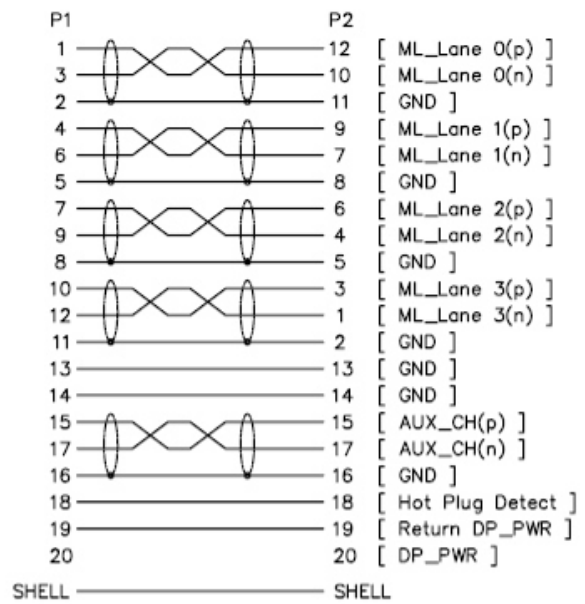 P1 P2
1 12 [ ML_Lane 0(p) ]
3 10 [ ML_Lane 0(n) ]
2 11 [ GND ]
4 9 [ ML_Lane 1(p) ]
6 7 [ ML_Lane 1(n) ]
5 8 [ GND ]
7 6 [ ML_Lane 2(p) ]
9 4 [ ML_Lane 2(n) ]
8 5 [ GND ]
10 3 [ ML_Lane 3(p) ]
12 1 [ ML_Lane 3(n) ]
11 2 [ GND ]
13 13 [ GND ]
14 14 [ GND ]
15 15 [ AUX_CH(p) ]
17 17 [ AUX_CH(n) ]
16 16 [ GND ]
18 18 [ Hot Plug Detect ]
19 19 [ Return DP_PWR ]
20 20 [ DP_PWR ]
SHELL SHELL